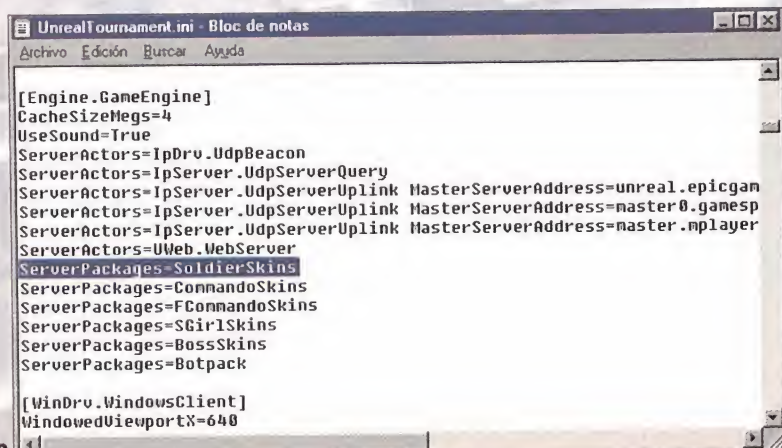 UnrealTournament.ini - Bloc de notas
Archivo Edición Buscar Ayuda
[Engine.GameEngine]
CacheSizeMegs=4
UseSound=True
ServerActors=IpDrv.UdpBeacon
ServerActors=IpServer.UdpServerQuery
ServerActors=IpServer.UdpServerUplink MasterServerAddress=unreal.epicgam
ServerActors=IpServer.UdpServerUplink MasterServerAddress=master0.gamesp
ServerActors=IpServer.UdpServerUplink MasterServerAddress=master.mplayer
ServerActors=UWeb.WebServer
ServerPackages=SoldierSkins
ServerPackages=CommandoSkins
ServerPackages=FCommandoSkins
ServerPackages=SGirlSkins
ServerPackages=BossSkins
ServerPackages=Botpack
[WinDrv.WindowsClient]
WindowedViewportX=640